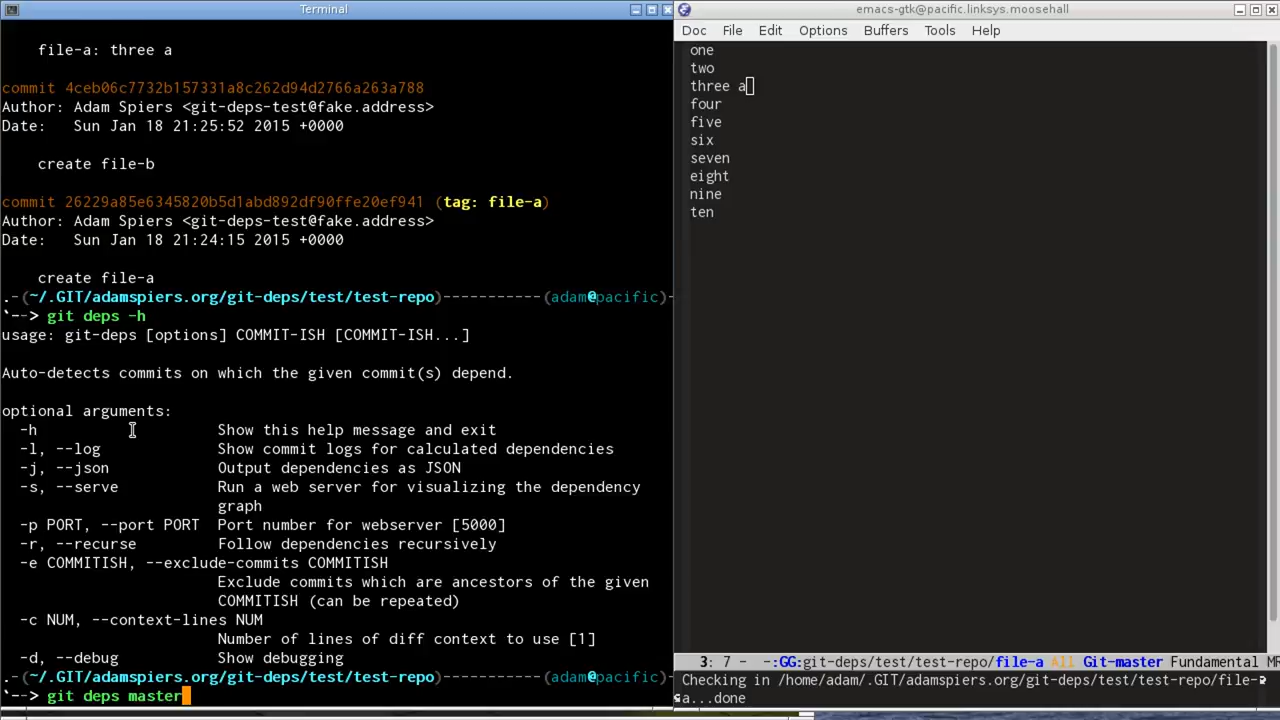 Terminal
file-a: three a
commit 4ceb06c7732b157331a8c262d94d2766a263a788
Author: Adam Spiers <git-deps-test@fake.address>
Date:   Sun Jan 18 21:25:52 2015 +0000
create file-b
commit 26229a85e6345820b5d1abd892df90ffe20ef941 (tag: file-a)
Author: Adam Spiers <git-deps-test@fake.address>
Date:   Sun Jan 18 21:24:15 2015 +0000
create file-a
.-(~/.GIT/adamspiers.org/git-deps/test/test-repo)-----------(adam@pacific)-
`--> git deps -h
usage: git-deps [options] COMMIT-ISH [COMMIT-ISH...]
Auto-detects commits on which the given commit(s) depend.
optional arguments:
-h                    Show this help message and exit
-l, --log             Show commit logs for calculated dependencies
-j, --json            Output dependencies as JSON
-s, --serve           Run a web server for visualizing the dependency
graph
-p PORT, --port PORT  Port number for webserver [5000]
-r, --recurse         Follow dependencies recursively
-e COMMITISH, --exclude-commits COMMITISH
Exclude commits which are ancestors of the given
COMMITISH (can be repeated)
-c NUM, --context-lines NUM
Number of lines of diff context to use [1]
-d, --debug           Show debugging
.-(~/.GIT/adamspiers.org/git-deps/test/test-repo)-----------(adam@pacific)-
`--> git deps master
emacs-gtk@pacific.linksys.moosehall
Doc File Edit Options Buffers Tools Help
one
two
three a
four
five
six
seven
eight
nine
ten
3: 7 -  -:GG:git-deps/test/test-repo/file-a All Git-master Fundamental MR
Checking in /home/adam/.GIT/adamspiers.org/git-deps/test/test-repo/file-
a...done